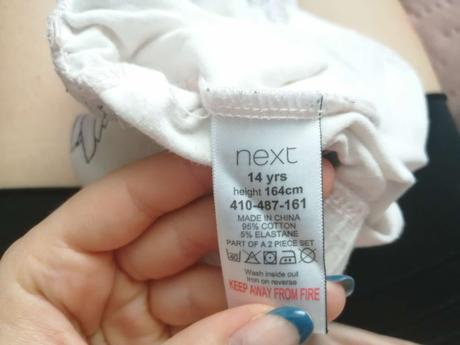 next
14 yrs
height 164cm
410-487-161
MADE IN CHINA
95% COTTON
5% ELASTANE
PART OF A 2 PIECE SET
40
Wash inside out
Iron on reverse
KEEP AWAY FROM FIRE